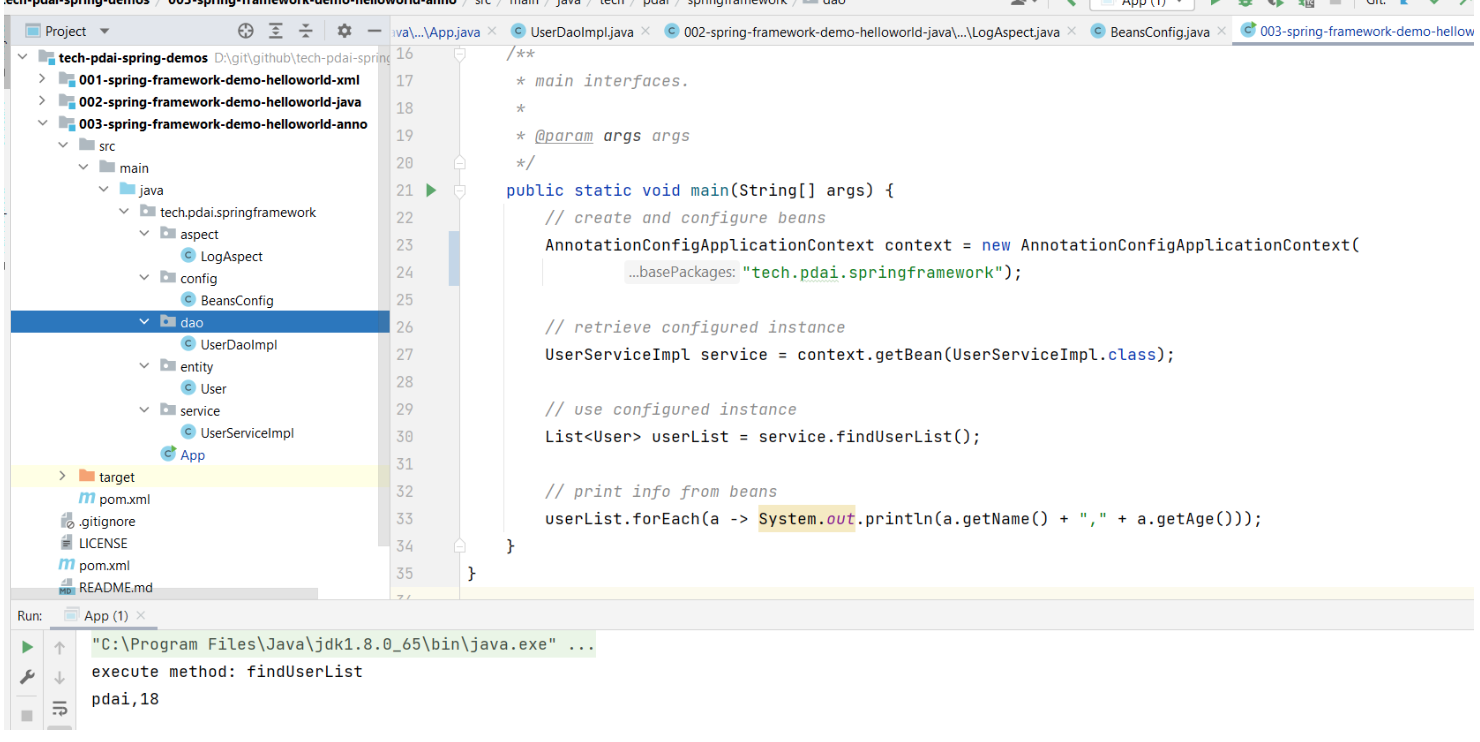 tech-pdai-spring-demos / 003-spring-framework-demo-helloworld-anno / src / main / java / tech / pdai / springframework / dao App (1) Git:
Project
...\App.java UserDaoImpl.java 002-spring-framework-demo-helloworld-java\...\LogAspect.java BeansConfig.java 003-spring-framework-demo-hellow
tech-pdai-spring-demos D:\git\github\tech-pdai-spring
001-spring-framework-demo-helloworld-xml
002-spring-framework-demo-helloworld-java
003-spring-framework-demo-helloworld-anno
src
main
java
tech.pdai.springframework
aspect
LogAspect
config
BeansConfig
dao
UserDaoImpl
entity
User
service
UserServiceImpl
App
target
pom.xml
.gitignore
LICENSE
pom.xml
README.md
16 /**
17 * main interfaces.
18 *
19 * @param args args
20 */
21 public static void main(String[] args) {
22 // create and configure beans
23 AnnotationConfigApplicationContext context = new AnnotationConfigApplicationContext(
24 ...basePackages: "tech.pdai.springframework");
25
26 // retrieve configured instance
27 UserServiceImpl service = context.getBean(UserServiceImpl.class);
28
29 // use configured instance
30 List<User> userList = service.findUserList();
31
32 // print info from beans
33 userList.forEach(a -> System.out.println(a.getName() + "," + a.getAge()));
34 }
35 }
Run: App (1)
"C:\Program Files\Java\jdk1.8.0_65\bin\java.exe" ...
execute method: findUserList
pdai,18